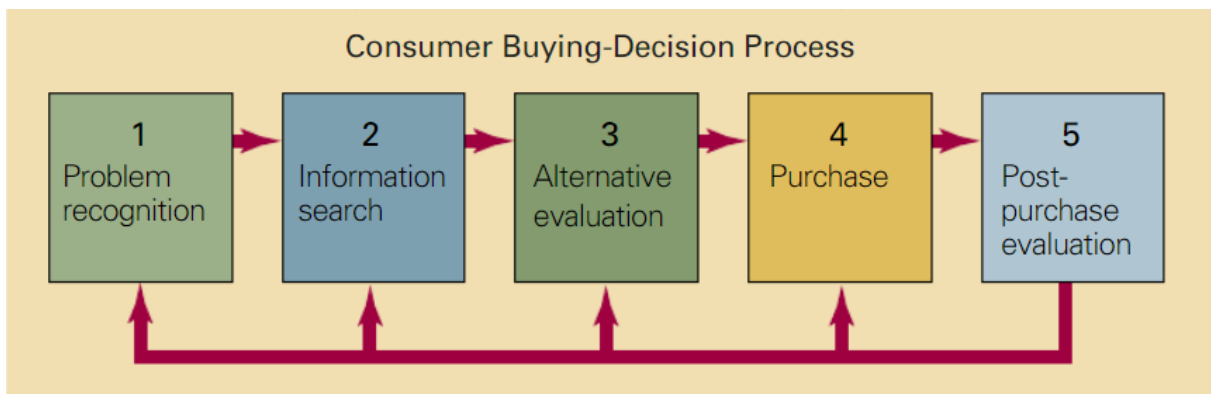 Consumer Buying-Decision Process
1
Problem
recognition
2
Information
search
3
Alternative
evaluation
4
Purchase
5
Post-
purchase
evaluation